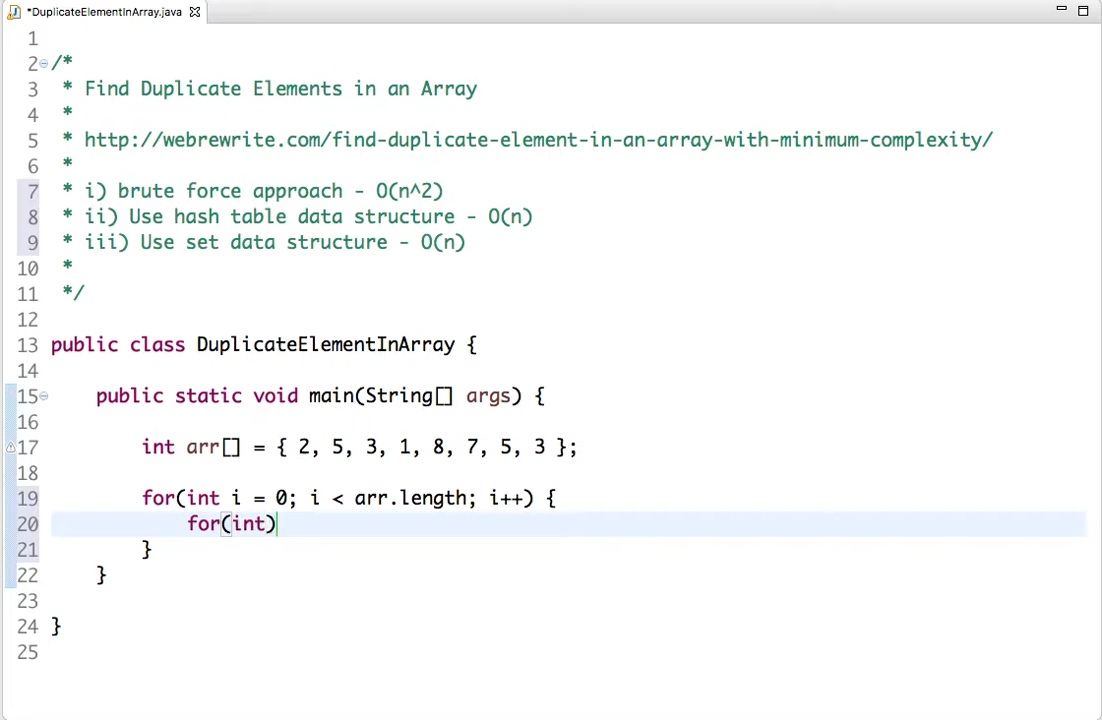 *DuplicateElementInArray.java
1
2 /*
3 * Find Duplicate Elements in an Array
4 *
5 * http://webrewrite.com/find-duplicate-element-in-an-array-with-minimum-complexity/
6 *
7 * i) brute force approach - O(n^2)
8 * ii) Use hash table data structure - O(n)
9 * iii) Use set data structure - O(n)
10 *
11 */
12
13 public class DuplicateElementInArray {
14
15 public static void main(String[] args) {
16
17 int arr[] = { 2, 5, 3, 1, 8, 7, 5, 3 };
18
19 for(int i = 0; i < arr.length; i++) {
20 for(int)
21 }
22 }
23
24 }
25